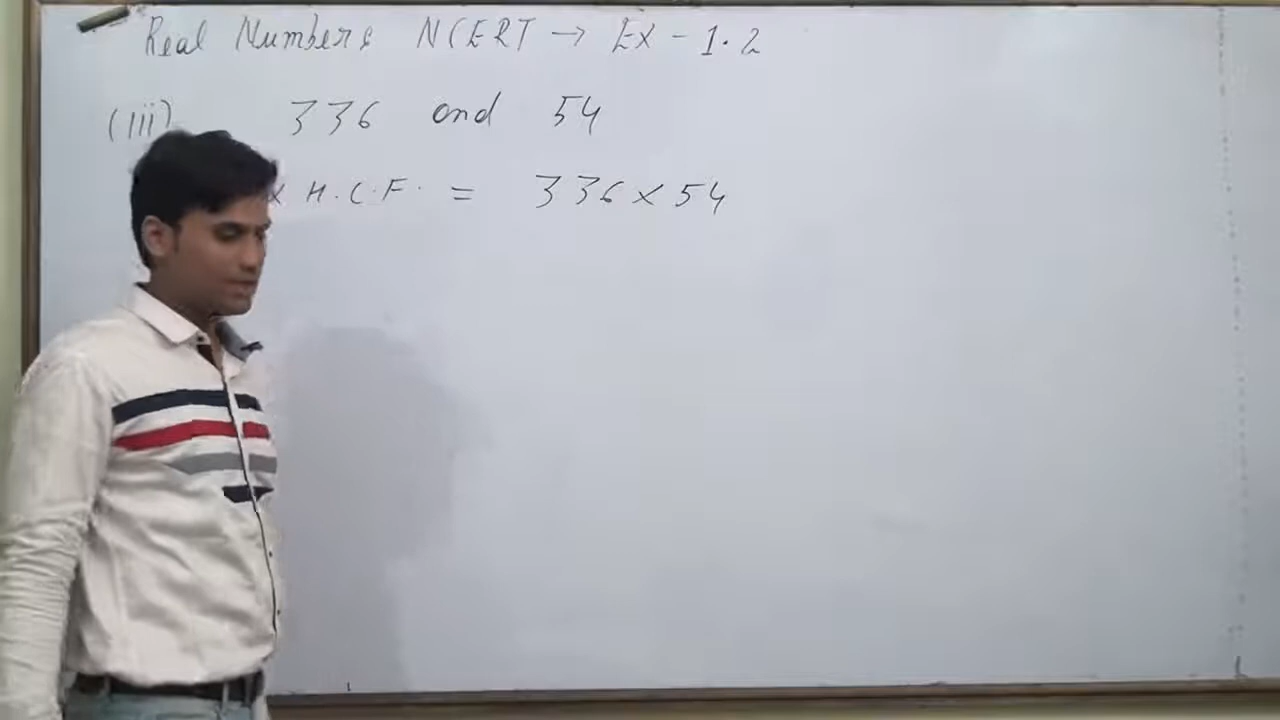 Real Numbers NCERT → EX - 1.2
(iii) 336 and 54
x H.C.F. = 336 x 54